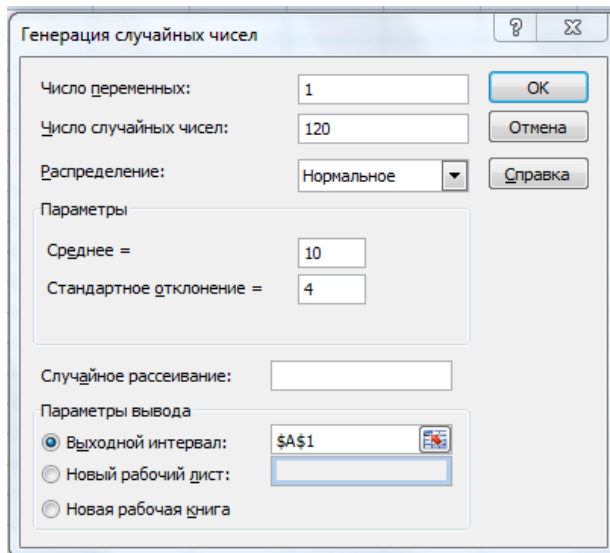 Генерация случайных чисел
Число переменных: 1 OK
Число случайных чисел: 120 Отмена
Распределение: Нормальное Справка
Параметры
Среднее = 10
Стандартное отклонение = 4
Случайное рассеивание:
Параметры вывода
Выходной интервал: $A$1
Новый рабочий лист:
Новая рабочая книга